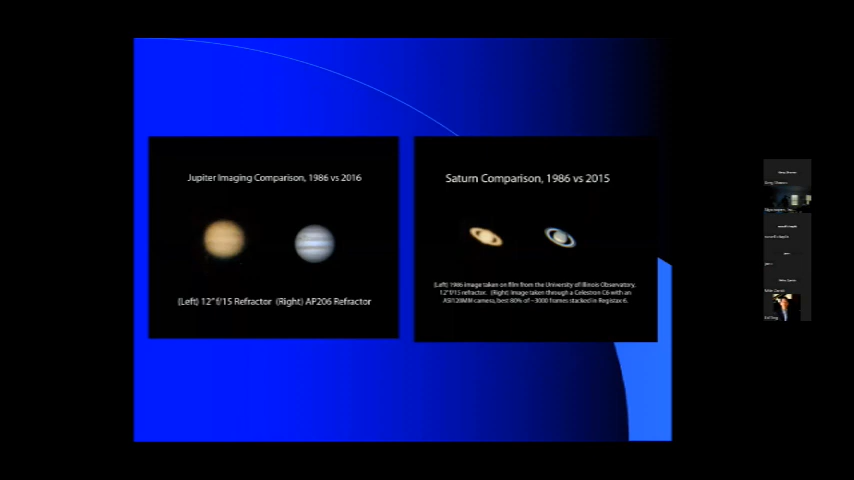 Jupiter Imaging Comparison, 1986 vs 2016
(Left) 12" f/15 Refractor (Right) AP206 Refractor
Saturn Comparison, 1986 vs 2015
(Left) 1986 image taken on film from the University of Illinois Observatory,
12" f/15 refractor. (Right) Image taken through a Celestron C6 with an
ASI120MM camera, best 80% of ~3000 frames stacked in Registax 6.